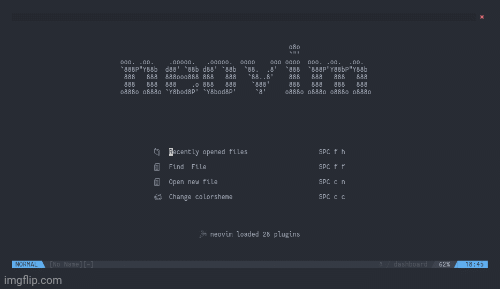 neovim
Recently opened files SPC f h
Find File SPC f f
Open new file SPC c n
Change colorsheme SPC c c
neovim loaded 26 plugins
NORMAL [No Name][-] dashboard 62% 10:45
imgflip.com